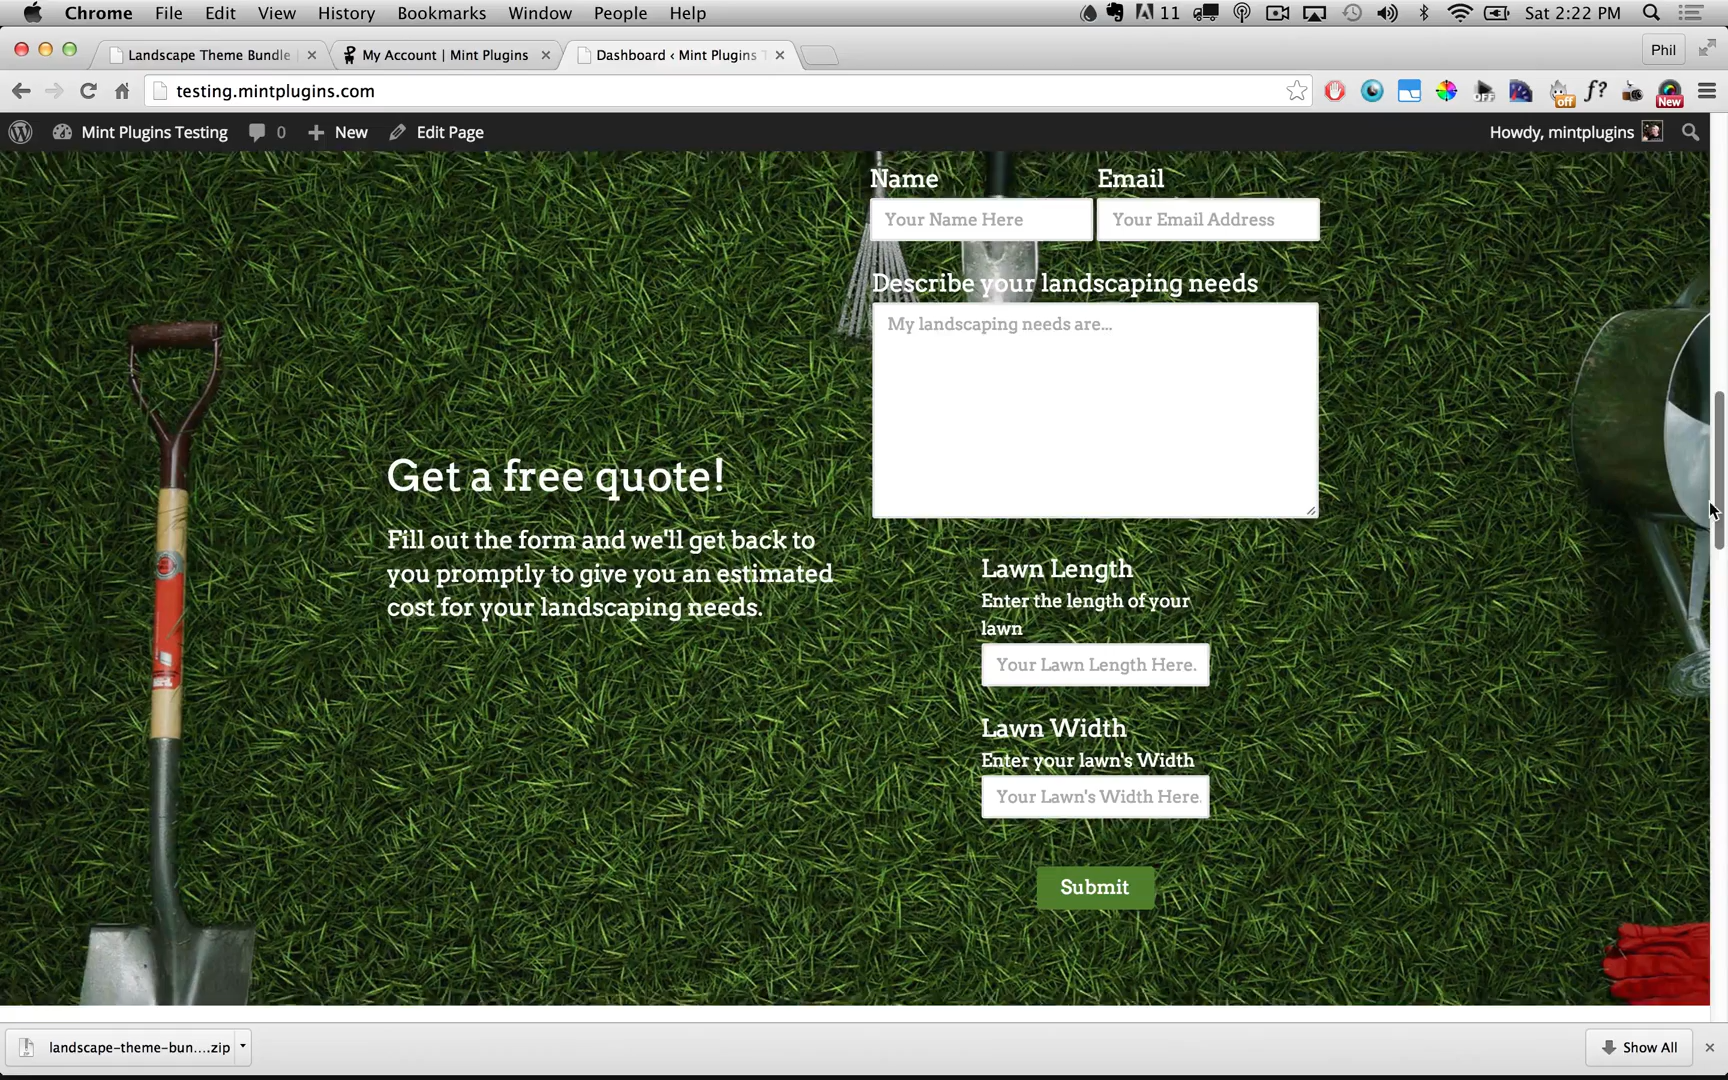 Chrome File Edit View History Bookmarks Window People Help 11 Sat 2:22 PM
Landscape Theme Bundle My Account | Mint Plugins Dashboard ‹ Mint Plugins T Phil
testing.mintplugins.com f? OFF off New
Mint Plugins Testing 0 New Edit Page Howdy, mintplugins
Name Email
Your Name Here Your Email Address
Describe your landscaping needs
My landscaping needs are...
Get a free quote!
Fill out the form and we'll get back to
you promptly to give you an estimated
cost for your landscaping needs.
Lawn Length
Enter the length of your
lawn
Your Lawn Length Here.
Lawn Width
Enter your lawn's Width
Your Lawn's Width Here.
Submit
landscape-theme-bun....zip Show All